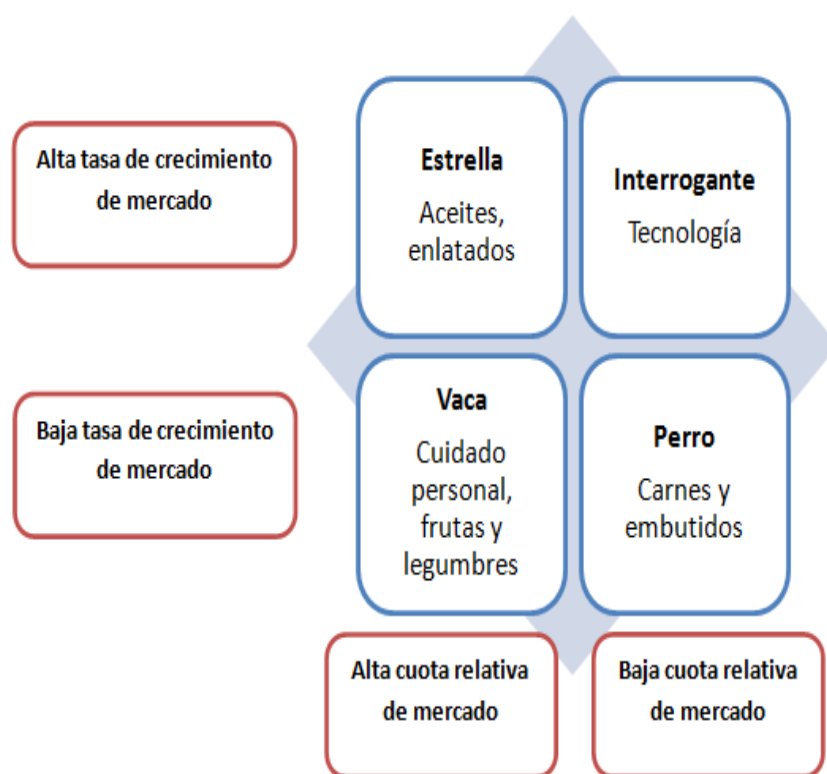 Alta tasa de crecimiento
de mercado
Estrella
Aceites,
enlatados
Interrogante
Tecnología
Baja tasa de crecimiento
de mercado
Vaca
Cuidado
personal,
frutas y
legumbres
Perro
Carnes y
embutidos
Alta cuota relativa
de mercado
Baja cuota relativa
de mercado